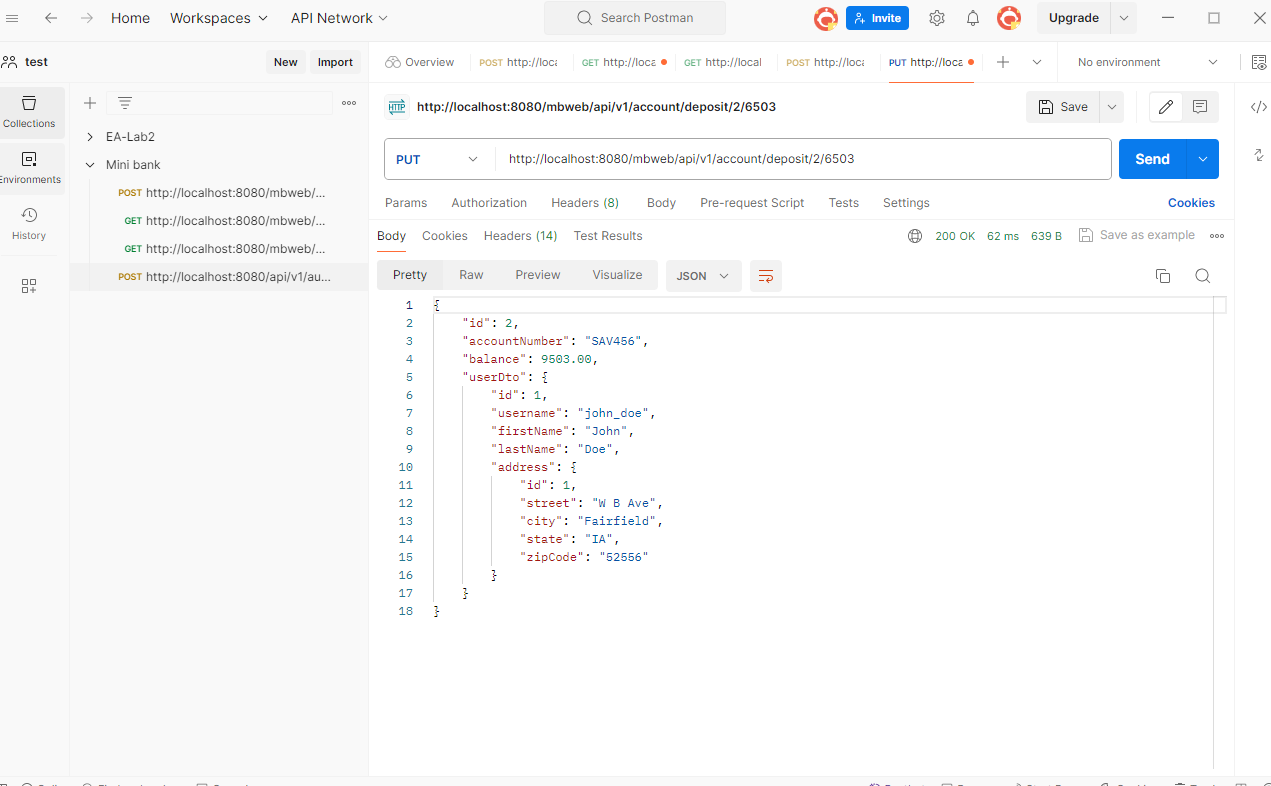 Home Workspaces API Network Search Postman Invite Upgrade
test New Import
Overview POST http://loca GET http://loca GET http://local POST http://loca PUT http://loca No environment
Collections
Environments
History
EA-Lab2
Mini bank
POST http://localhost:8080/mbweb/...
GET http://localhost:8080/mbweb/...
GET http://localhost:8080/mbweb/...
POST http://localhost:8080/api/v1/au...
HTTP http://localhost:8080/mbweb/api/v1/account/deposit/2/6503 Save
PUT http://localhost:8080/mbweb/api/v1/account/deposit/2/6503 Send
Params Authorization Headers (8) Body Pre-request Script Tests Settings Cookies
Body Cookies Headers (14) Test Results 200 OK 62 ms 639 B Save as example
Pretty Raw Preview Visualize JSON
1 {
2 "id": 2,
3 "accountNumber": "SAV456",
4 "balance": 9503.00,
5 "userDto": {
6 "id": 1,
7 "username": "john_doe",
8 "firstName": "John",
9 "lastName": "Doe",
10 "address": {
11 "id": 1,
12 "street": "W B Ave",
13 "city": "Fairfield",
14 "state": "IA",
15 "zipCode": "52556"
16 }
17 }
18 }